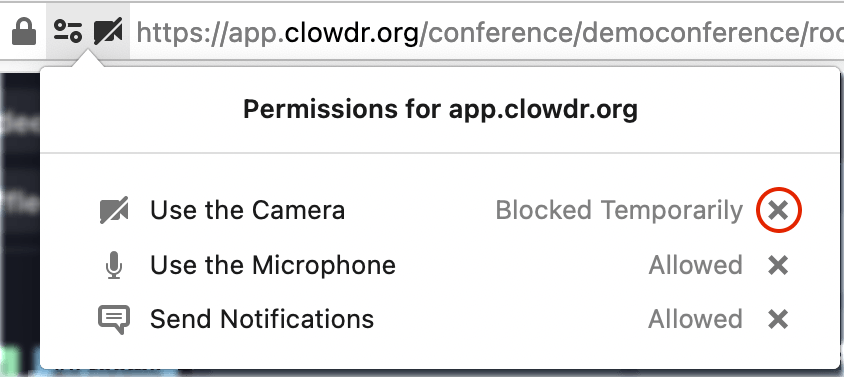 https://app.clowdr.org/conference/democonference/roo
Permissions for app.clowdr.org
Use the Camera Blocked Temporarily
Use the Microphone Allowed
Send Notifications Allowed